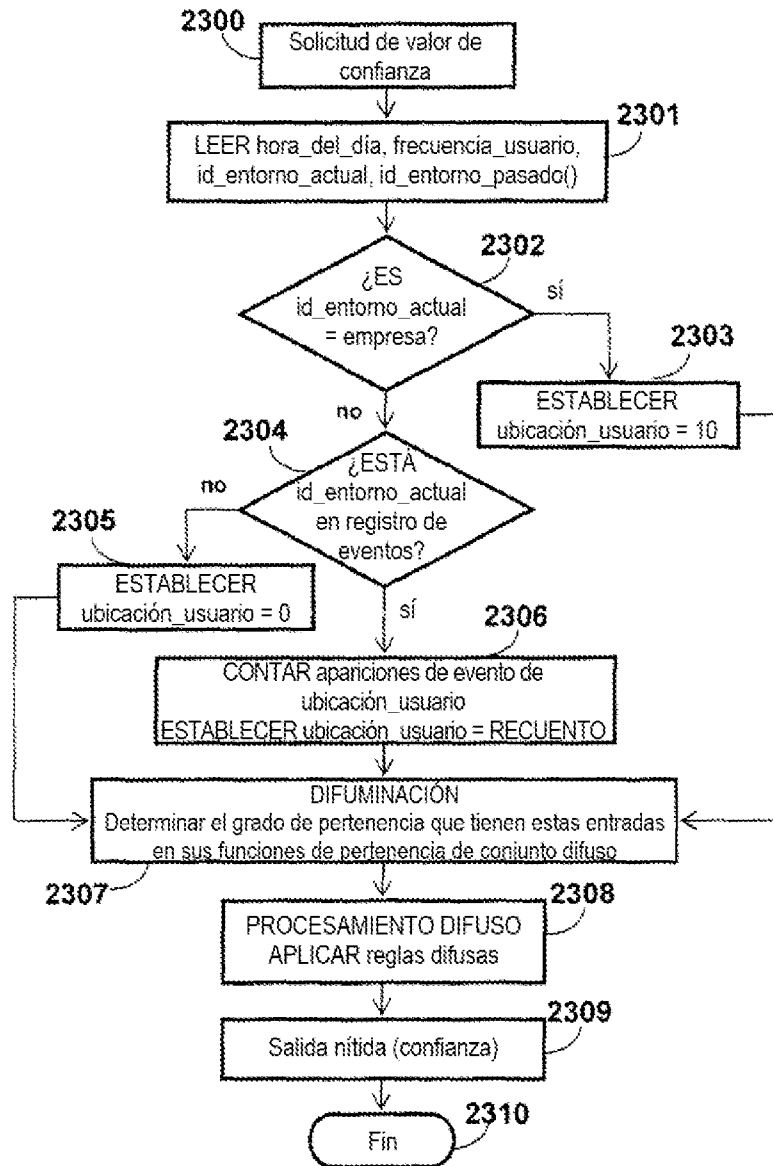 2300
Solicitud de valor de
confianza
2301
LEER hora_del_día, frecuencia_usuario,
id_entorno_actual, id_entorno_pasado()
2302
¿ES
id_entorno_actual
= empresa?
sí
2303
ESTABLECER
ubicación_usuario = 10
no
2304
¿ESTÁ
id_entorno_actual
en registro de
eventos?
no
2305
ESTABLECER
ubicación_usuario = 0
sí
2306
CONTAR apariciones de evento de
ubicación_usuario
ESTABLECER ubicación_usuario = RECUENTO
DIFUMINACIÓN
Determinar el grado de pertenencia que tienen estas entradas
en sus funciones de pertenencia de conjunto difuso
2307
2308
PROCESAMIENTO DIFUSO
APLICAR reglas difusas
2309
Salida nítida (confianza)
2310
Fin